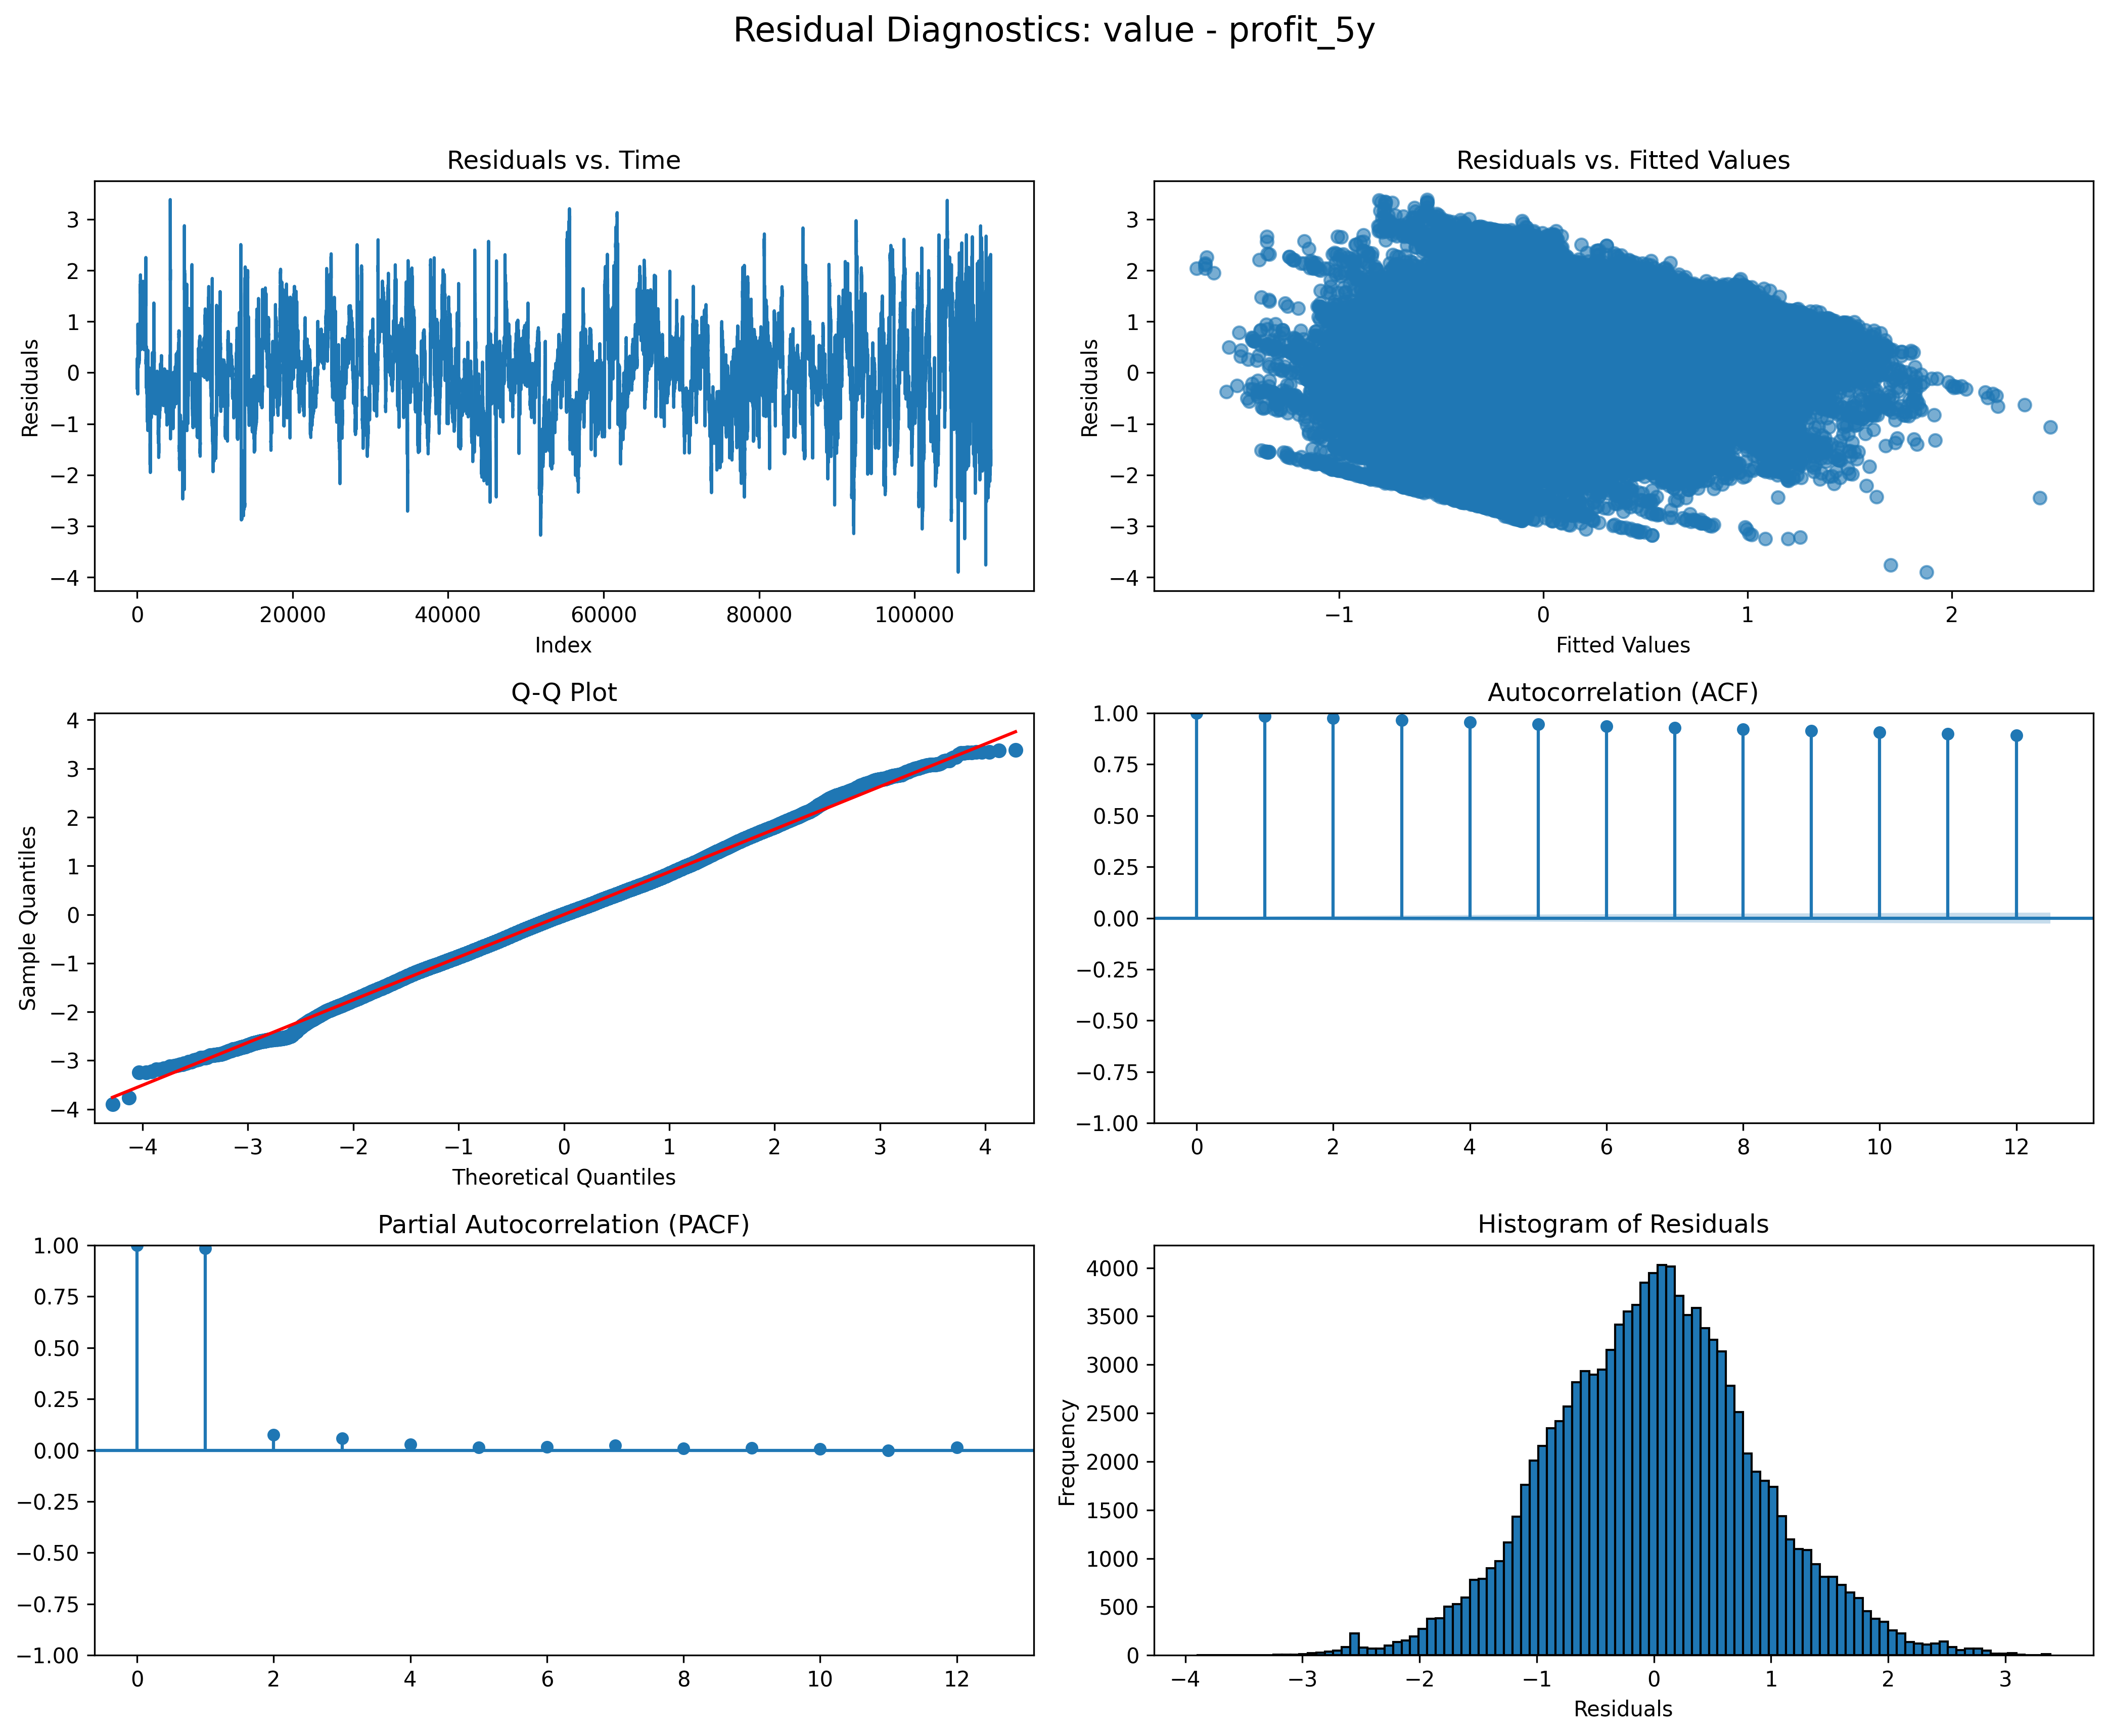 Residual Diagnostics: value - profit_5y
Residuals vs. Time
Residuals
3
2
1
0
−1
−2
−3
−4
0 20000 40000 60000 80000 100000
Index
Residuals vs. Fitted Values
Residuals
3
2
1
0
−1
−2
−3
−4
−1 0 1 2
Fitted Values
Q-Q Plot
Sample Quantiles
4
3
2
1
0
−1
−2
−3
−4
−4 −3 −2 −1 0 1 2 3 4
Theoretical Quantiles
Autocorrelation (ACF)
1.00
0.75
0.50
0.25
0.00
−0.25
−0.50
−0.75
−1.00
0 2 4 6 8 10 12
Partial Autocorrelation (PACF)
1.00
0.75
0.50
0.25
0.00
−0.25
−0.50
−0.75
−1.00
0 2 4 6 8 10 12
Histogram of Residuals
Frequency
4000
3500
3000
2500
2000
1500
1000
500
0
−4 −3 −2 −1 0 1 2 3
Residuals